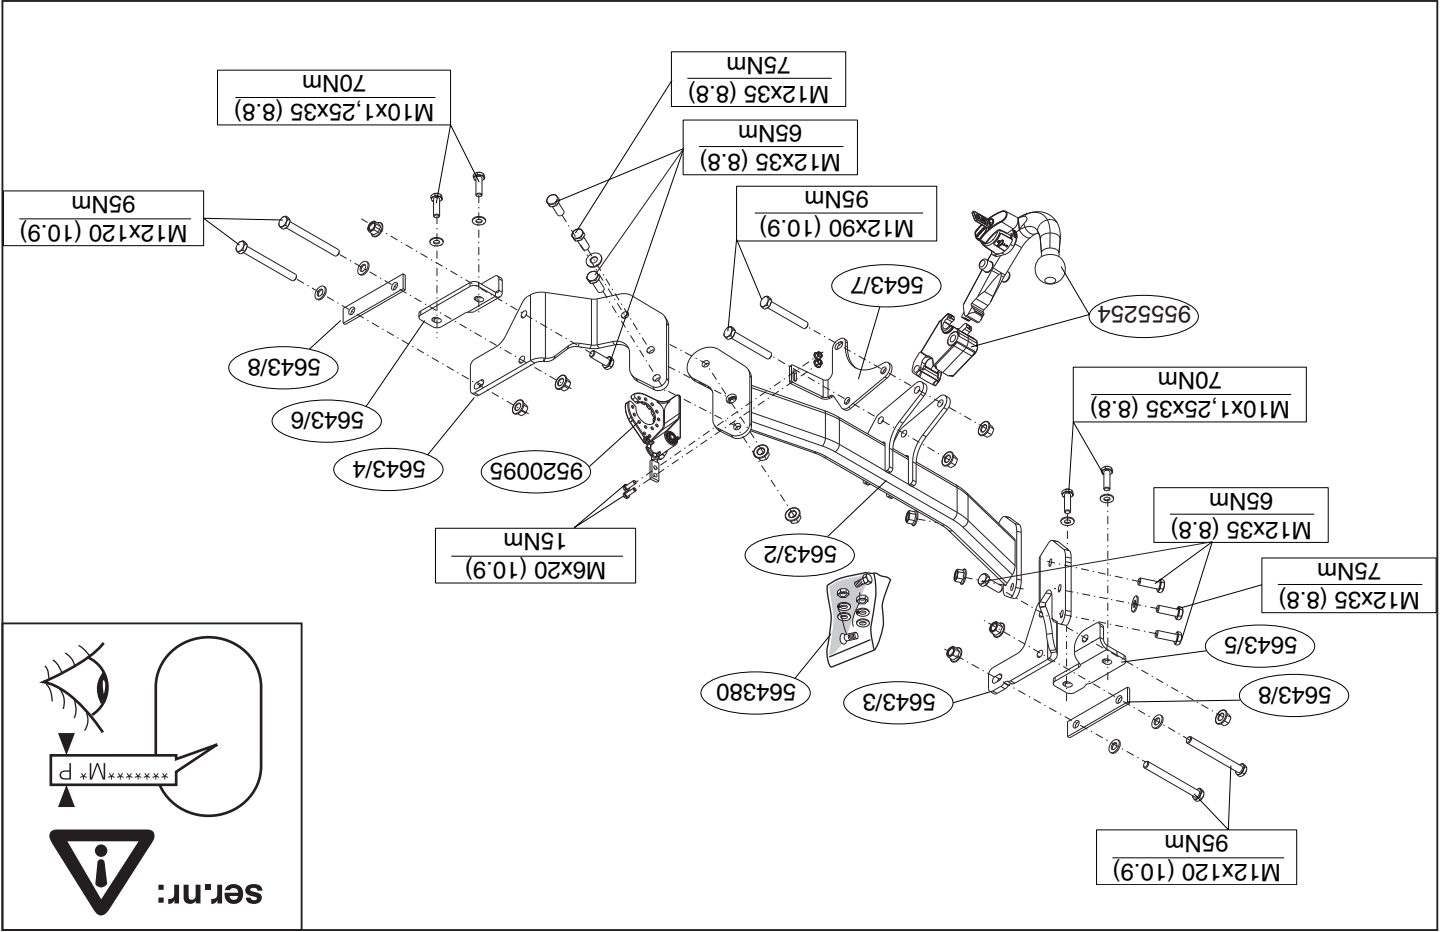 ser.nr:
M12x120 (10.9)
95Nm
*******M* P
5643/8
5643/3
564380
5643/5
M12x35 (8.8)
75Nm
M12x35 (8.8)
65Nm
5643/2
M6x20 (10.9)
15Nm
9520095
5643/4
5643/6
M10x1,25x35 (8.8)
70Nm
5643/8
9555254
5643/7
M12x90 (10.9)
95Nm
M12x120 (10.9)
95Nm
M12x35 (8.8)
65Nm
M12x35 (8.8)
75Nm
M10x1,25x35 (8.8)
70Nm